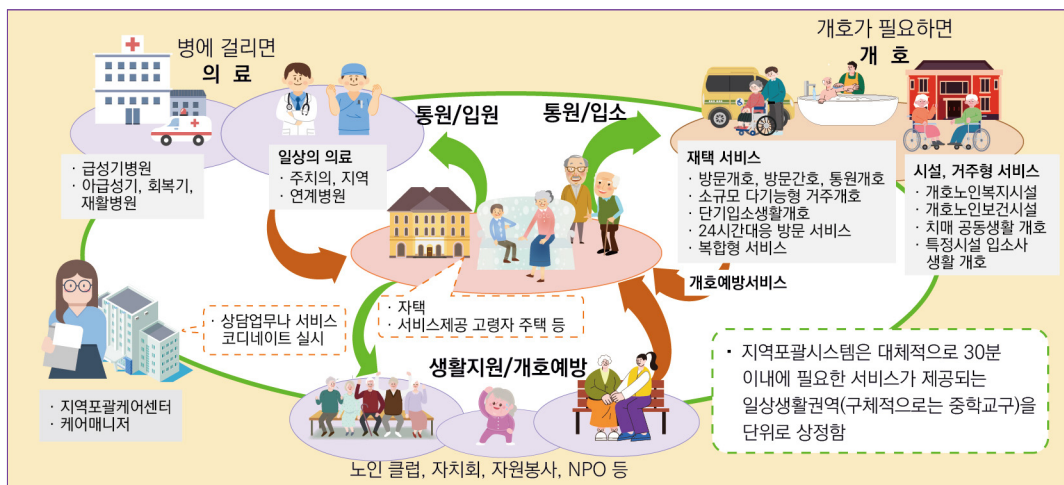 병에 걸리면
의 료
개호가 필요하면
개 호
통원/입원
통원/입소
· 급성기병원
· 아급성기, 회복기,
재활병원
일상의 의료
· 주치의, 지역
· 연계병원
재택 서비스
· 방문개호, 방문간호, 통원개호
· 소규모 다기능형 거주개호
· 단기입소생활개호
· 24시간대응 방문 서비스
· 복합형 서비스
시설, 거주형 서비스
· 개호노인복지시설
· 개호노인보건시설
· 치매 공동생활 개호
· 특정시설 입소사
생활 개호
개호예방서비스
· 자택
· 서비스제공 고령자 주택 등
· 상담업무나 서비스
코디네이트 실시
· 지역포괄케어센터
· 케어매니저
생활지원/개호예방
노인 클럽, 자치회, 자원봉사, NPO 등
· 지역포괄시스템은 대체적으로 30분
이내에 필요한 서비스가 제공되는
일상생활권역(구체적으로는 중학교구)을
단위로 상정함